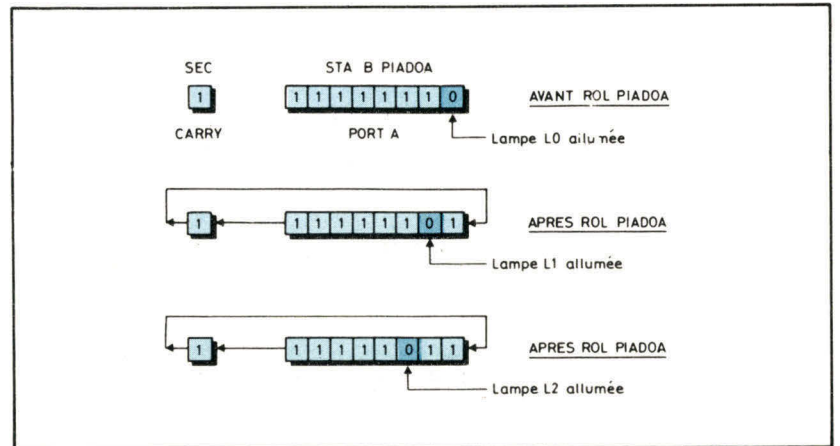 SEC STA B PIADOA
1 1 1 1 1 1 1 1 0 AVANT ROL PIADOA
CARRY PORT A Lampe L0 allumée
1 1 1 1 1 1 1 0 1 APRES ROL PIADOA
Lampe L1 allumée
1 1 1 1 1 1 0 1 1 APRES ROL PIADOA
Lampe L2 allumée